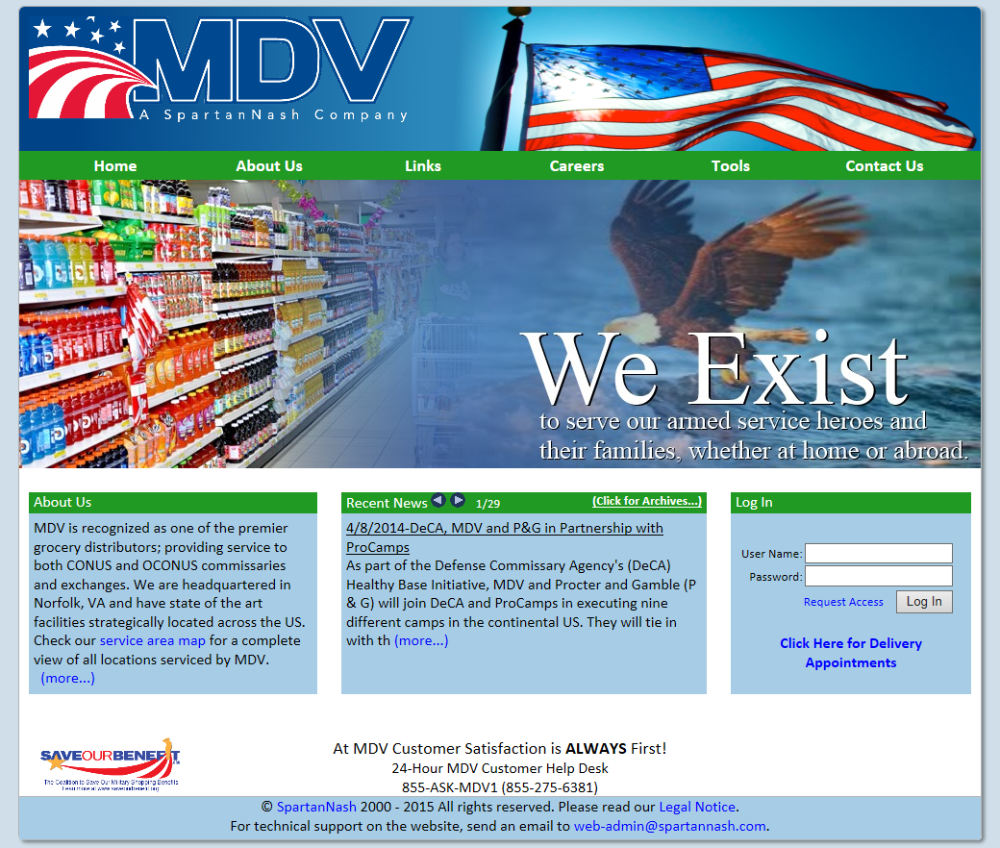 MDV
A SpartanNash Company
Home About Us Links Careers Tools Contact Us
We Exist
to serve our armed service heroes and
their families, whether at home or abroad.
About Us
MDV is recognized as one of the premier
grocery distributors; providing service to
both CONUS and OCONUS commissaries
and exchanges. We are headquartered in
Norfolk, VA and have state of the art
facilities strategically located across the US.
Check our service area map for a complete
view of all locations serviced by MDV.
(more...)
Recent News 1/29 (Click for Archives...)
4/8/2014-DeCA, MDV and P&G in Partnership with
ProCamps
As part of the Defense Commissary Agency's (DeCA)
Healthy Base Initiative, MDV and Procter and Gamble (P
& G) will join DeCA and ProCamps in executing nine
different camps in the continental US. They will tie in
with th (more...)
Log In
User Name:
Password:
Request Access Log In
Click Here for Delivery
Appointments
SAVEOURBENEFIT
The Coalition to Save Our Military Shopping Benefits
Learn more at www.saveourbenefit.org
At MDV Customer Satisfaction is ALWAYS First!
24-Hour MDV Customer Help Desk
855-ASK-MDV1 (855-275-6381)
© SpartanNash 2000 - 2015 All rights reserved. Please read our Legal Notice.
For technical support on the website, send an email to web-admin@spartannash.com.